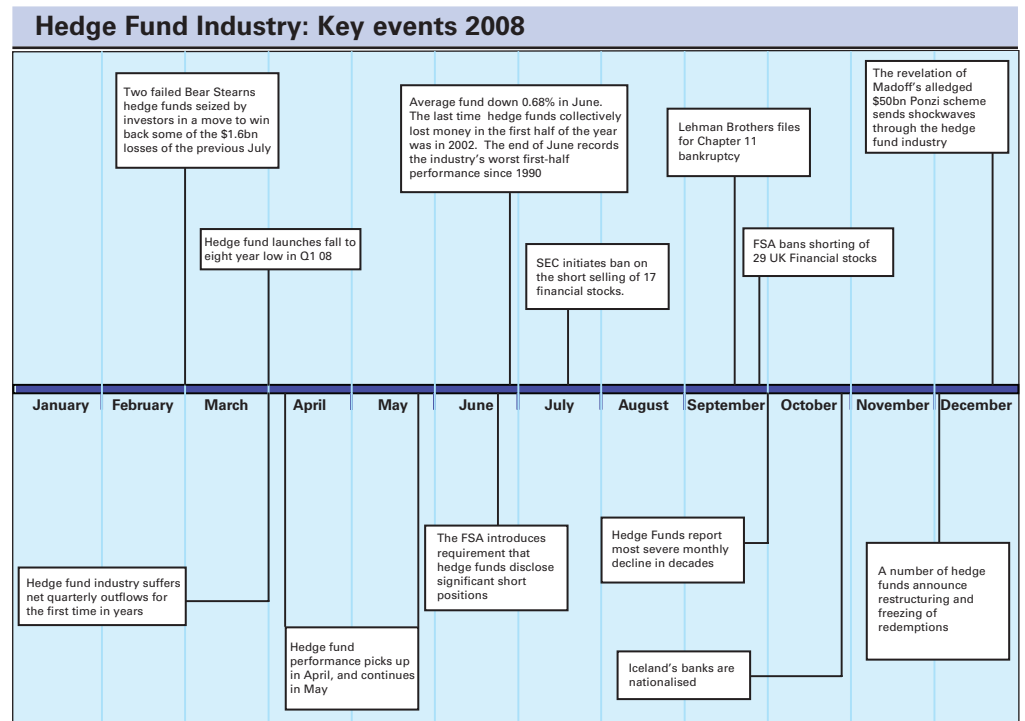 Hedge Fund Industry: Key events 2008
Two failed Bear Stearns
hedge funds seized by
investors in a move to win
back some of the $1.6bn
losses of the previous July
Hedge fund launches fall to
eight year low in Q1 08
Average fund down 0.68% in June.
The last time hedge funds collectively
lost money in the first half of the year
was in 2002. The end of June records
the industry's worst first-half
performance since 1990
SEC initiates ban on
the short selling of 17
financial stocks.
Lehman Brothers files
for Chapter 11
bankruptcy
FSA bans shorting of
29 UK Financial stocks
The revelation of
Madoff's alledged
$50bn Ponzi scheme
sends shockwaves
through the hedge
fund industry
January February March April May June July August September October November December
Hedge fund industry suffers
net quarterly outflows for
the first time in years
Hedge fund
performance picks up
in April, and continues
in May
The FSA introduces
requirement that
hedge funds disclose
significant short
positions
Hedge Funds report
most severe monthly
decline in decades
Iceland's banks are
nationalised
A number of hedge
funds announce
restructuring and
freezing of
redemptions